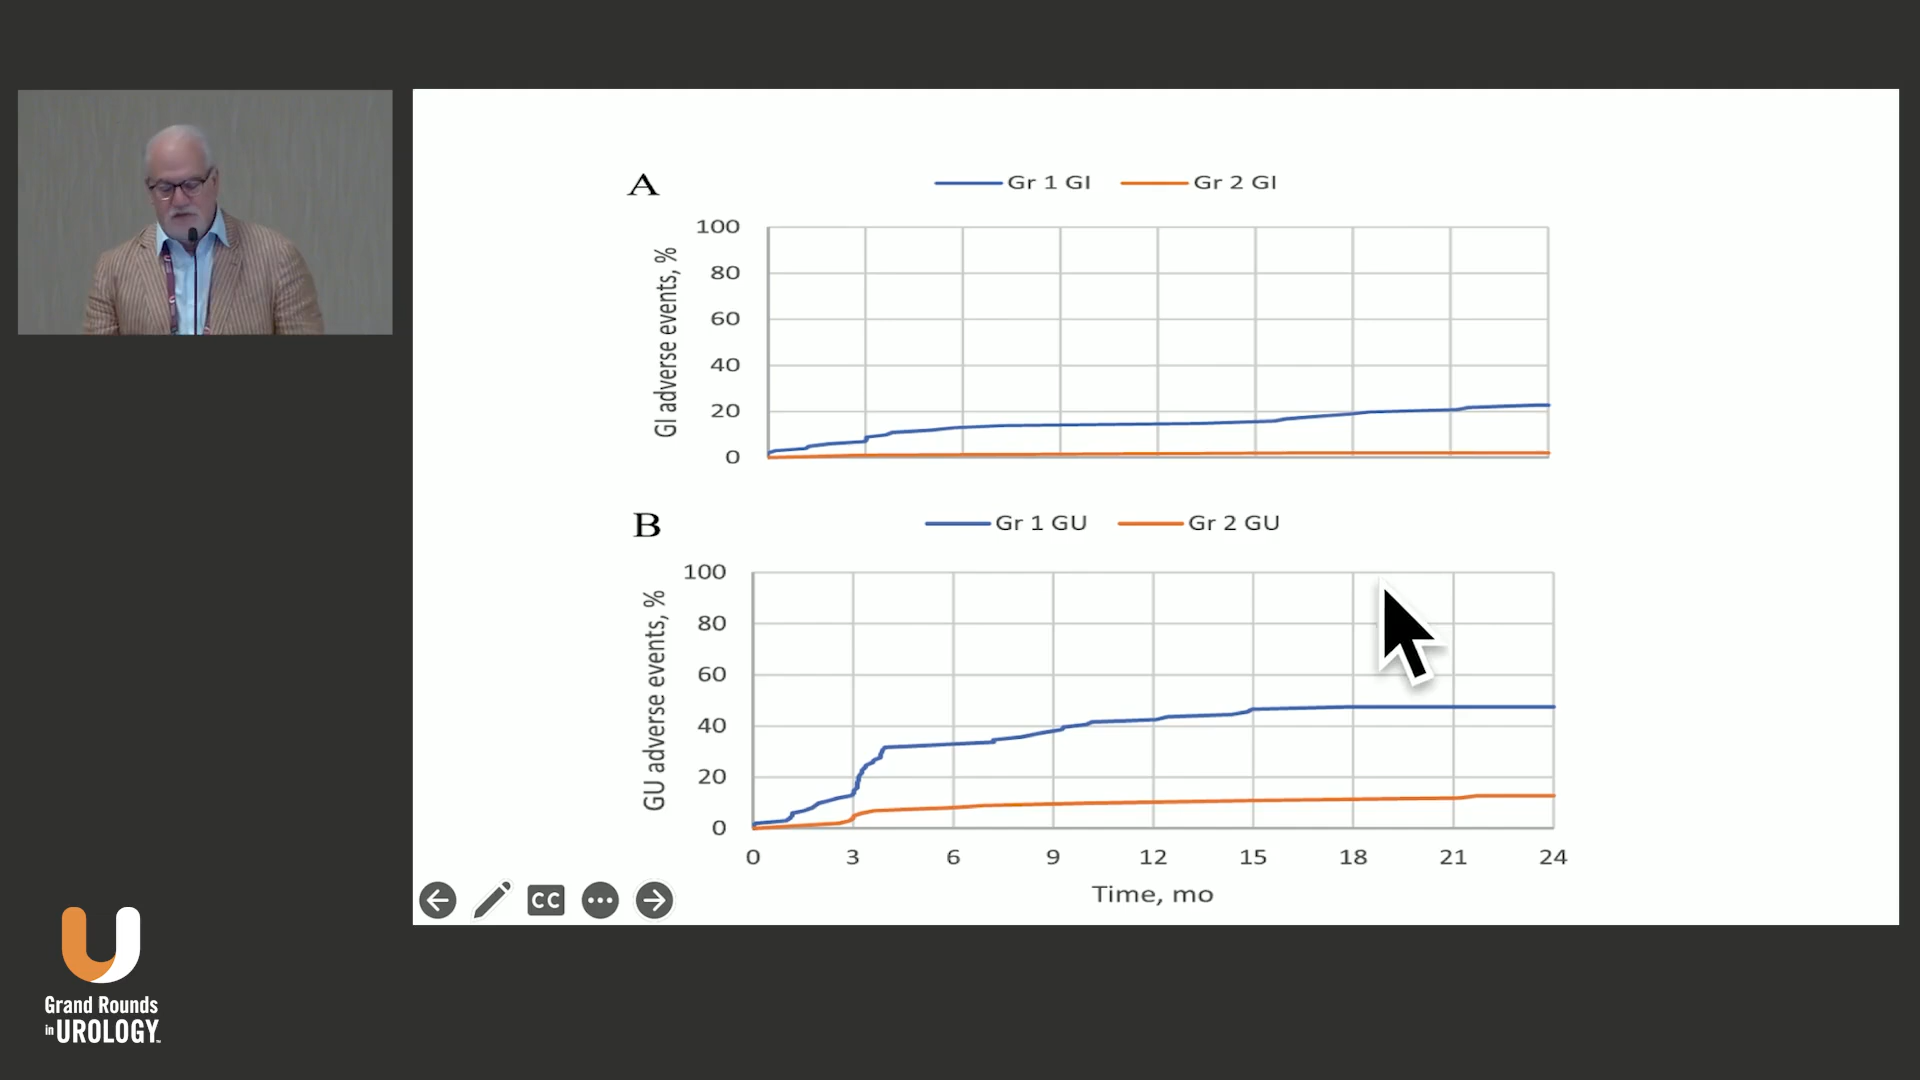 A
Gr 1 GI
Gr 2 GI
GI adverse events, %
100
80
60
40
20
0
B
Gr 1 GU
Gr 2 GU
GU adverse events, %
100
80
60
40
20
0
0 3 6 9 12 15 18 21 24
Time, mo
CC
Grand Rounds
in UROLOGY™